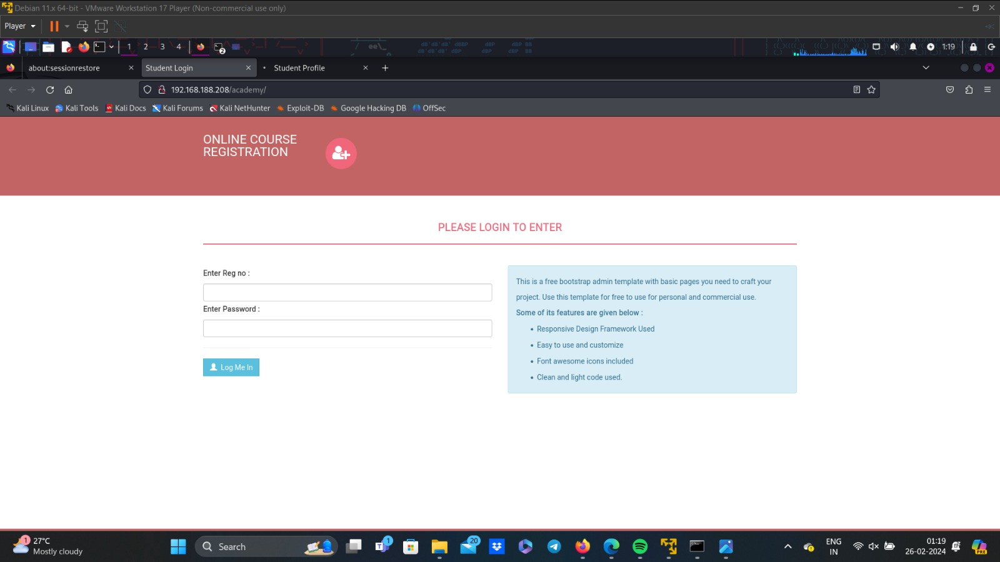 Debian 11.x 64-bit - VMware Workstation 17 Player (Non-commercial use only)
Player
1 2 3 4 2 1:19
about:sessionrestore Student Login • Student Profile
192.168.188.208/academy/
Kali Linux Kali Tools Kali Docs Kali Forums Kali NetHunter Exploit-DB Google Hacking DB OffSec
ONLINE COURSE
REGISTRATION
PLEASE LOGIN TO ENTER
Enter Reg no :
Enter Password :
Log Me In
This is a free bootstrap admin template with basic pages you need to craft your
project. Use this template for free to use for personal and commercial use.
Some of its features are given below :
• Responsive Design Framework Used
• Easy to use and customize
• Font awesome icons included
• Clean and light code used.
1 27°C
Mostly cloudy
Search
1
20
ENG
IN
01:19
26-02-2024
PRE